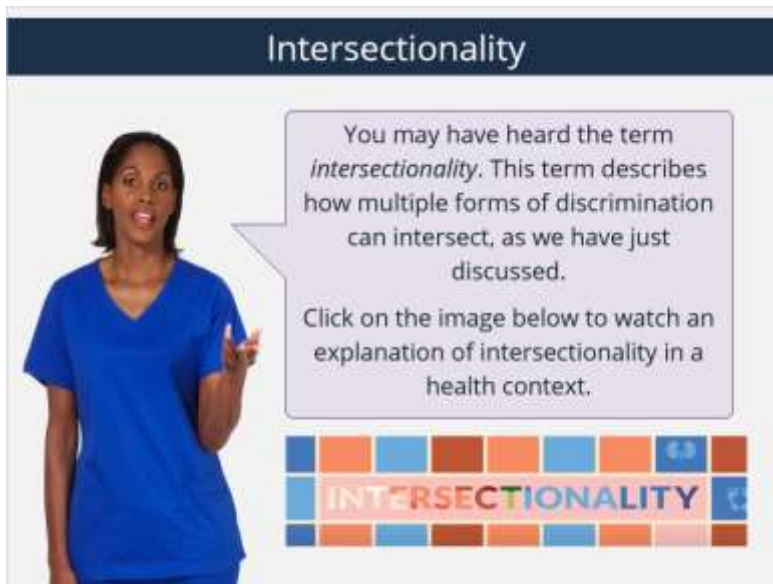 Intersectionality
You may have heard the term
intersectionality. This term describes
how multiple forms of discrimination
can intersect, as we have just
discussed.
Click on the image below to watch an
explanation of intersectionality in a
health context.
INTERSECTIONALITY